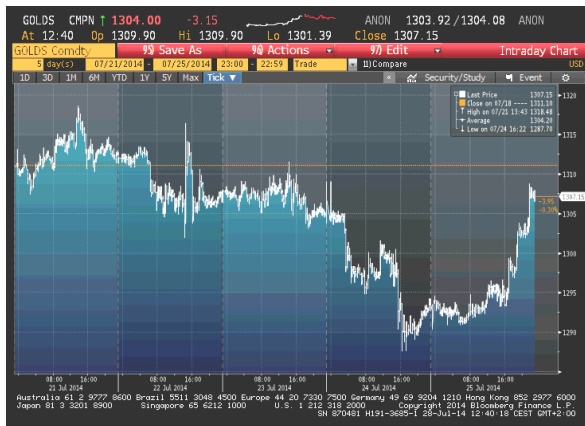 GOLDS CMPN ↑ 1304.00 -3.15 ANON 1303.92 /1304.08 ANON
At 12:40 Op 1309.90 Hi 1309.90 Lo 1301.39 Close 1307.15
GOLDS Comdty 95) Save As 96) Actions 97) Edit Intraday Chart
5 day(s) 07/21/2014 - 07/25/2014 23:00 - 22:59 Trade 11) Compare USD
1D 3D 1M 6M YTD 1Y 5Y Max Tick ▼ « Security/Study Event
Last Price 1307.15
Close on 07/18 ---- 1311.10
High on 07/21 13:43 1318.48
Average 1304.20
Low on 07/24 16:22 1287.70
1320
1315
1310
1307.15
-3.95
-0.30%
1305
1300
1295
1290
08:00 16:00 08:00 16:00 08:00 16:00 08:00 16:00 08:00 16:00
21 Jul 2014 22 Jul 2014 23 Jul 2014 24 Jul 2014 25 Jul 2014
Australia 61 2 9777 8600 Brazil 5511 3048 4500 Europe 44 20 7330 7500 Germany 49 69 9204 1210 Hong Kong 852 2977 6000
Japan 81 3 3201 8900 Singapore 65 6212 1000 U.S. 1 212 318 2000 Copyright 2014 Bloomberg Finance L.P.
SN 870481 H191-3685-1 28-Jul-14 12:40:18 CEST GMT+2:00